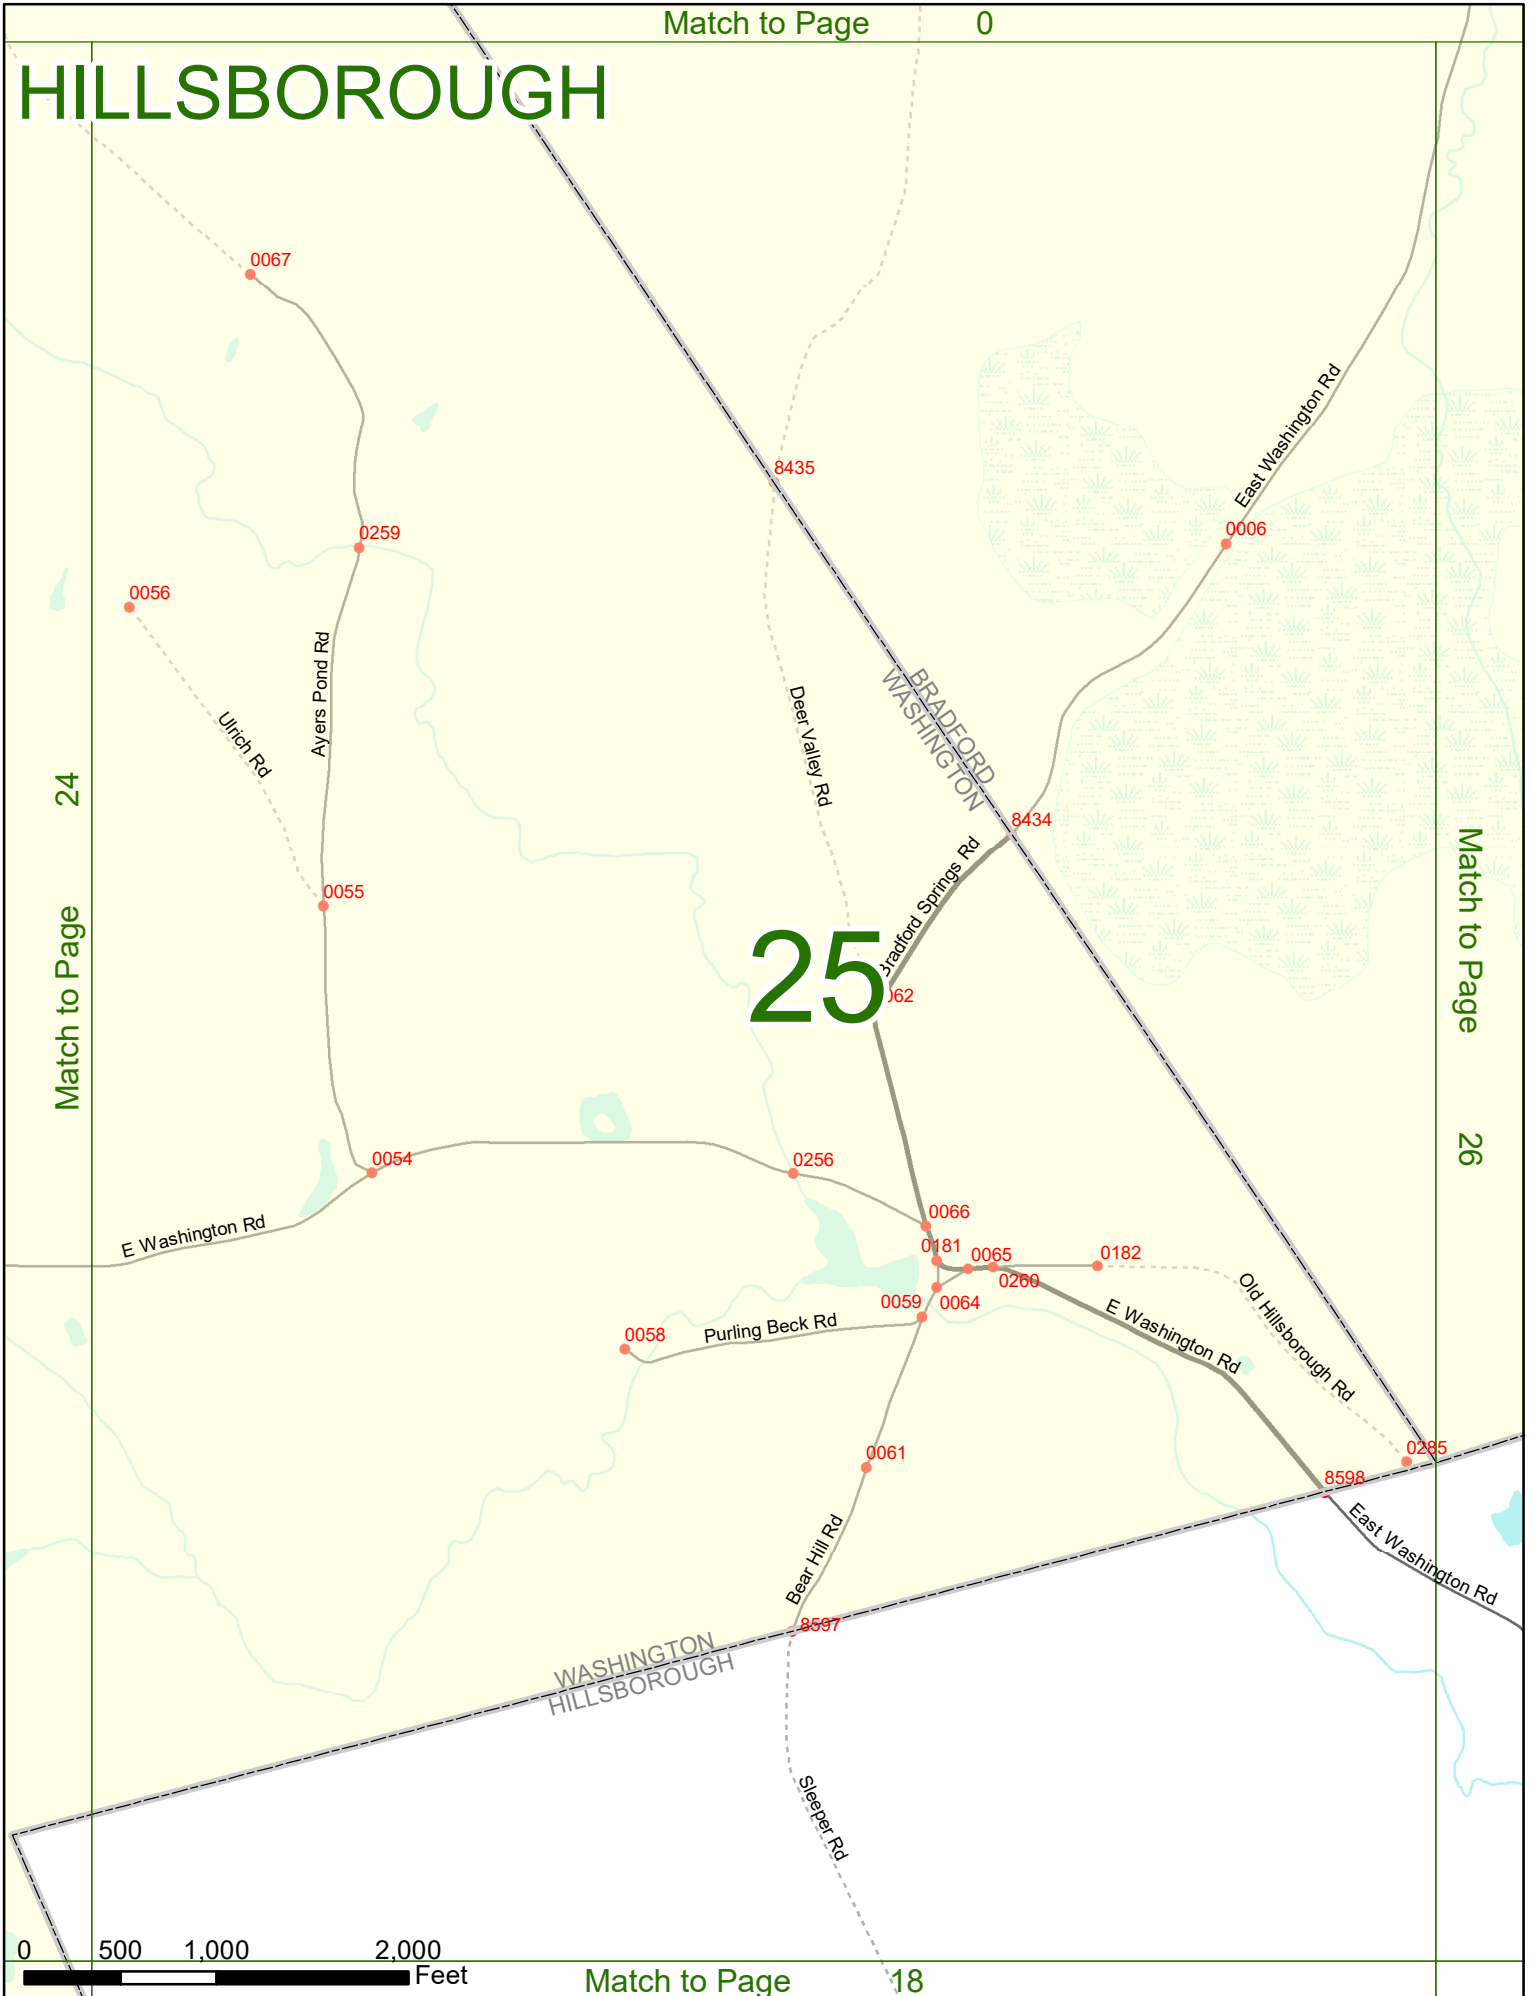 Match to Page 0
HILLSBOROUGH
0067
8435
East Washington Rd
0006
0259
0056
Ayers Pond Rd
Ulrich Rd
Deer Valley Rd
BRADFORD
WASHINGTON
24
Match to Page
8434
Match to Page
26
Bradford Springs Rd
0055
25
062
0054
0256
E Washington Rd
0066
0181
0065
0182
0260
0059
0064
Old Hillsborough Rd
E Washington Rd
0058
Purling Beck Rd
0061
0285
8598
Bear Hill Rd
East Washington Rd
8597
WASHINGTON
HILLSBOROUGH
Sleeper Rd
0 500 1,000 2,000
Feet
Match to Page 18